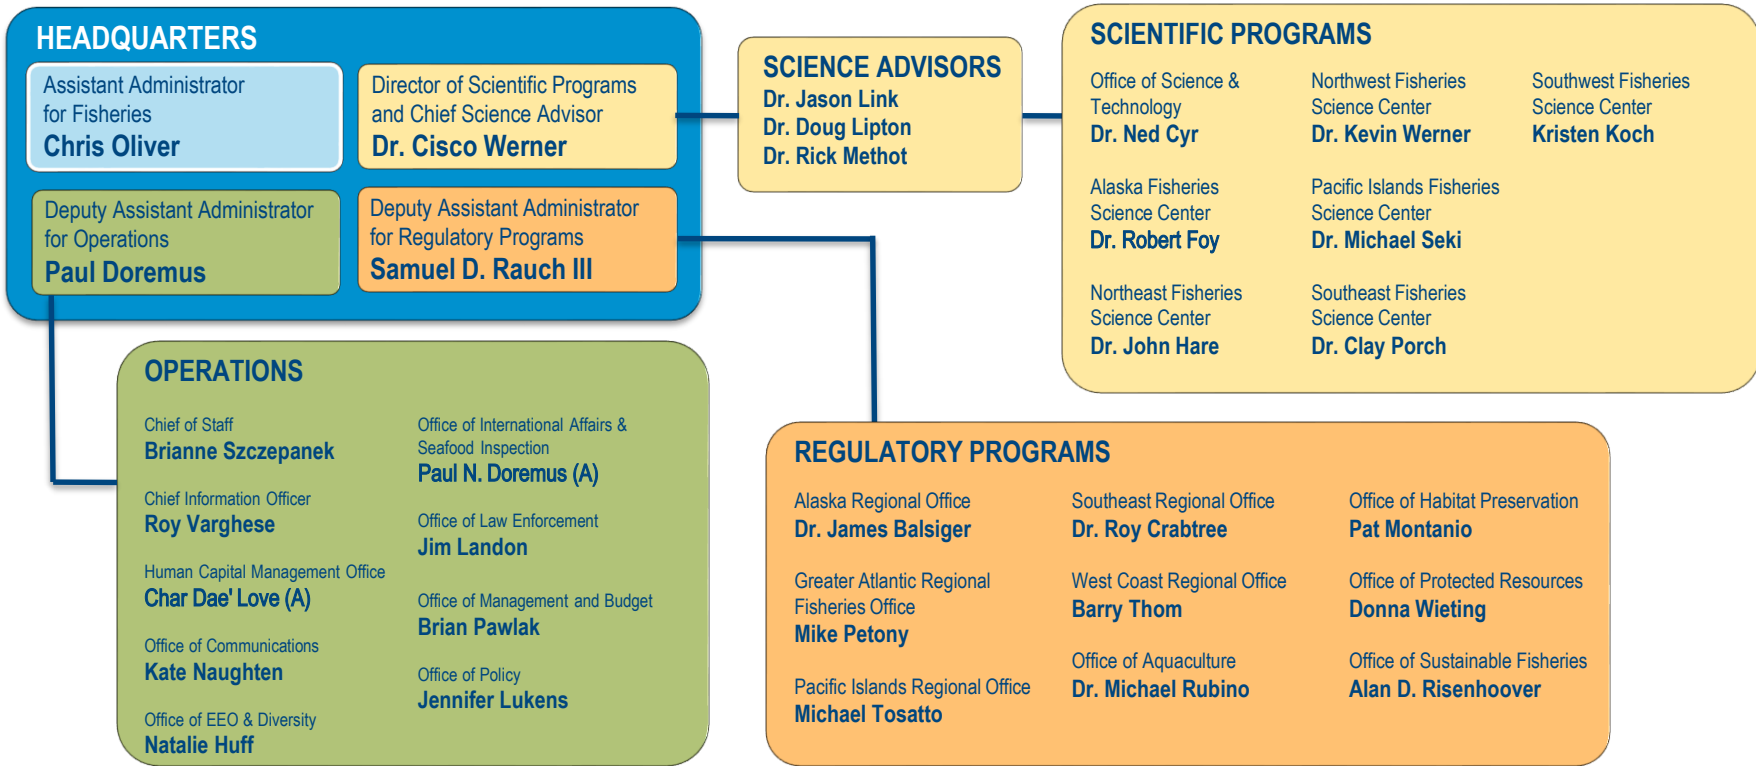 HEADQUARTERS
Assistant Administrator
for Fisheries
Chris Oliver
Director of Scientific Programs
and Chief Science Advisor
Dr. Cisco Werner
Deputy Assistant Administrator
for Operations
Paul Doremus
Deputy Assistant Administrator
for Regulatory Programs
Samuel D. Rauch III
SCIENCE ADVISORS
Dr. Jason Link
Dr. Doug Lipton
Dr. Rick Methot
SCIENTIFIC PROGRAMS
Office of Science &
Technology
Dr. Ned Cyr
Northwest Fisheries
Science Center
Dr. Kevin Werner
Southwest Fisheries
Science Center
Kristen Koch
Alaska Fisheries
Science Center
Dr. Robert Foy
Pacific Islands Fisheries
Science Center
Dr. Michael Seki
Northeast Fisheries
Science Center
Dr. John Hare
Southeast Fisheries
Science Center
Dr. Clay Porch
OPERATIONS
Chief of Staff
Brianne Szczepanek
Chief Information Officer
Roy Varghese
Human Capital Management Office
Char Dae' Love (A)
Office of Communications
Kate Naughten
Office of EEO & Diversity
Natalie Huff
Office of International Affairs &
Seafood Inspection
Paul N. Doremus (A)
Office of Law Enforcement
Jim Landon
Office of Management and Budget
Brian Pawlak
Office of Policy
Jennifer Lukens
REGULATORY PROGRAMS
Alaska Regional Office
Dr. James Balsiger
Greater Atlantic Regional
Fisheries Office
Mike Petony
Pacific Islands Regional Office
Michael Tosatto
Southeast Regional Office
Dr. Roy Crabtree
West Coast Regional Office
Barry Thom
Office of Aquaculture
Dr. Michael Rubino
Office of Habitat Preservation
Pat Montanio
Office of Protected Resources
Donna Wieting
Office of Sustainable Fisheries
Alan D. Risenhoover